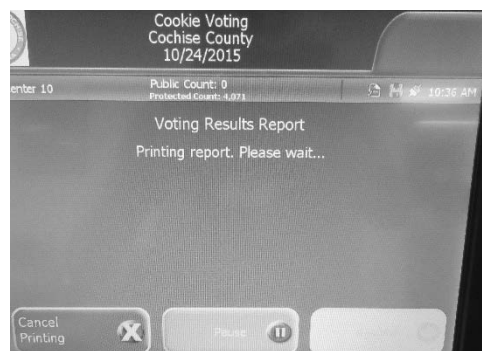 Cookie Voting
Cochise County
10/24/2015
enter 10
Public Count: 0
Protected Count: 4,071
10:36 AM
Voting Results Report
Printing report. Please wait...
Cancel
Printing
Pause